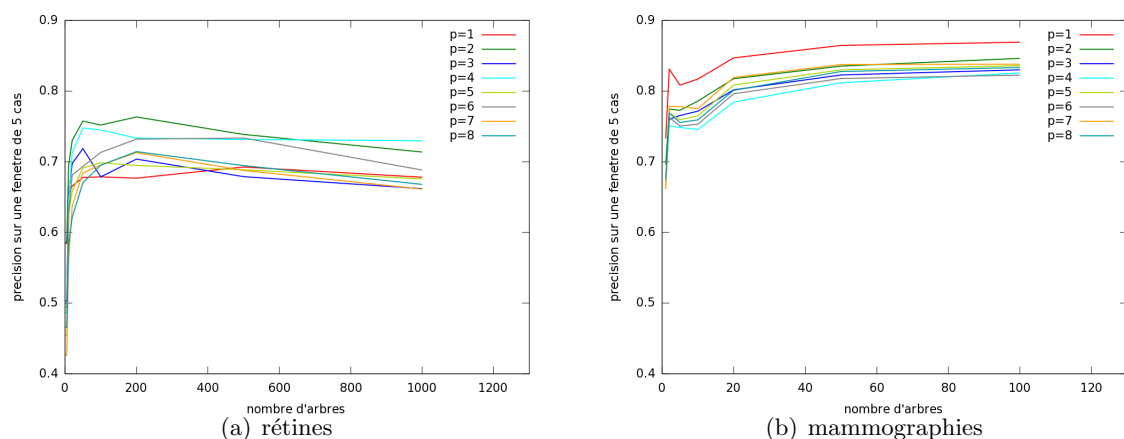 0.9
0.8
0.7
0.6
0.5
0.4
0
200
400
600
800
1000
1200
precision sur une fenetre de 5 cas
nombre d'arbres
p=1
p=2
p=3
p=4
p=5
p=6
p=7
p=8
(a) rétines
0.9
0.8
0.7
0.6
0.5
0.4
0
20
40
60
80
100
120
precision sur une fenetre de 5 cas
nombre d'arbres
p=1
p=2
p=3
p=4
p=5
p=6
p=7
p=8
(b) mammographies